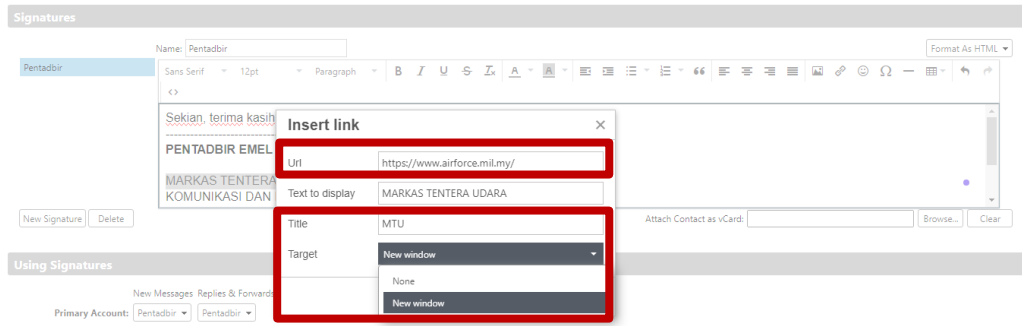 Signatures
Name: Pentadbir
Format As HTML
Pentadbir
Sans Serif 12pt Paragraph B I U S Ix A A
Sekian, terima kasih
PENTADBIR EMEL
MARKAS TENTERA
KOMUNIKASI DAN
Insert link
Url https://www.airforce.mil.my/
Text to display MARKAS TENTERA UDARA
Title MTU
Target New window
None
New window
New Signature Delete
Attach Contact as vCard: Browse... Clear
Using Signatures
New Messages Replies & Forwards
Primary Account: Pentadbir Pentadbir